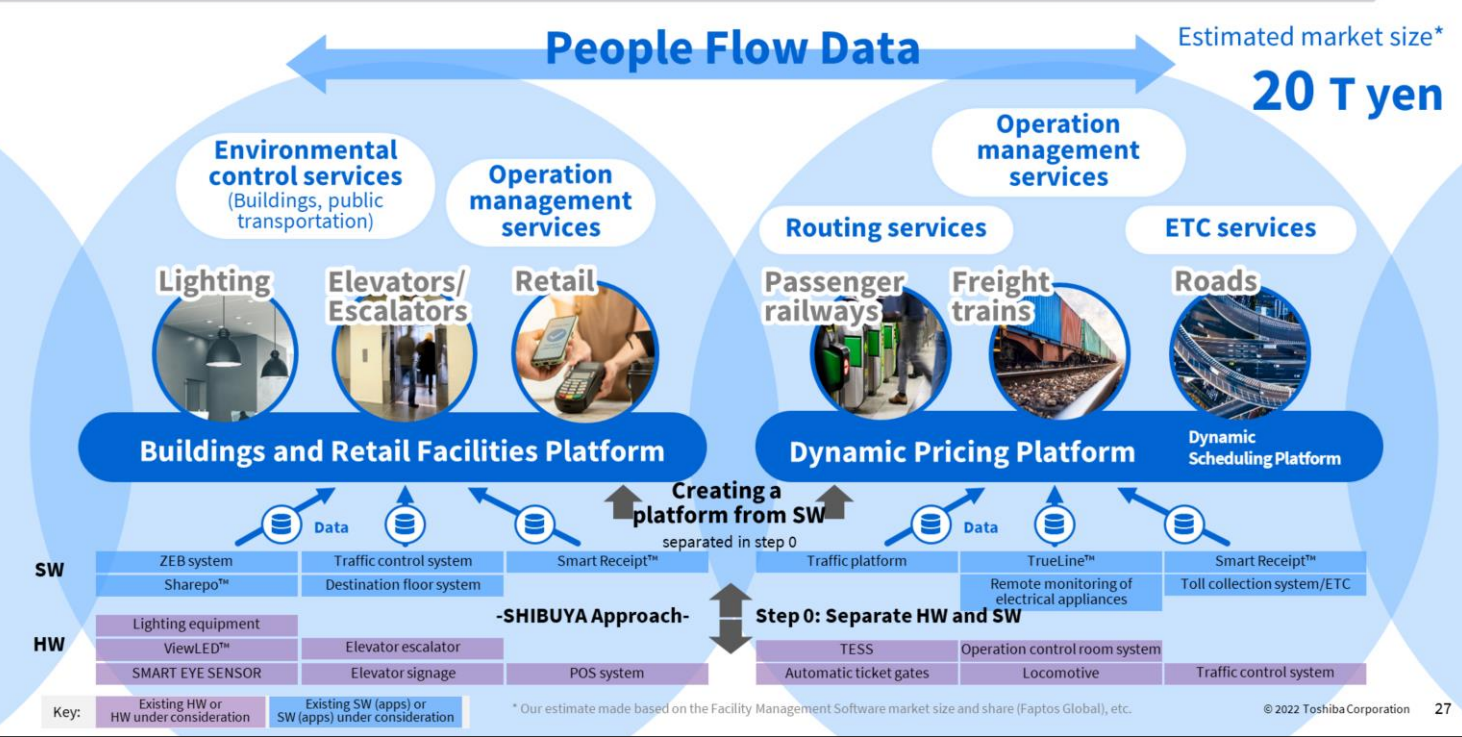 People Flow Data
Estimated market size*
20 T yen
Environmental
control services
(Buildings, public
transportation)
Operation
management
services
Operation
management
services
Routing services
ETC services
Lighting
Elevators/
Escalators
Retail
Passenger
railways
Freight
trains
Roads
Buildings and Retail Facilities Platform
Dynamic Pricing Platform
Dynamic
Scheduling Platform
Creating a
platform from SW
separated in step 0
Data
Data
SW
ZEB system
Traffic control system
Smart Receipt™
Traffic platform
TrueLine™
Smart Receipt™
Sharepo™
Destination floor system
Remote monitoring of
electrical appliances
Toll collection system/ETC
-SHIBUYA Approach-
Step 0: Separate HW and SW
HW
Lighting equipment
ViewLED™
Elevator escalator
TESS
Operation control room system
SMART EYE SENSOR
Elevator signage
POS system
Automatic ticket gates
Locomotive
Traffic control system
Key:
Existing HW or
HW under consideration
Existing SW (apps) or
SW (apps) under consideration
* Our estimate made based on the Facility Management Software market size and share (Faptos Global), etc.
© 2022 Toshiba Corporation
27